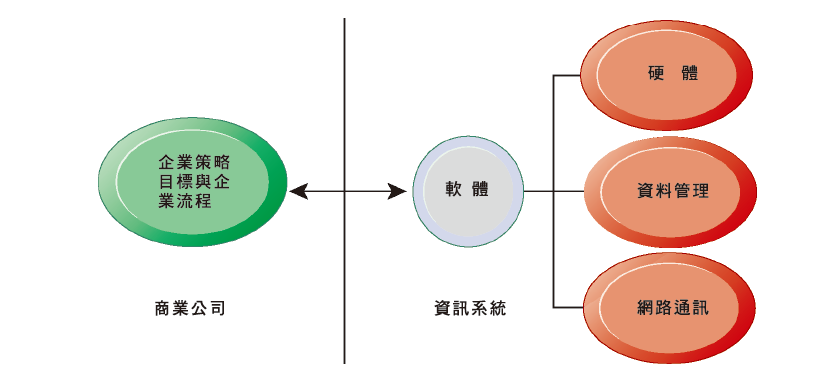 企業策略
目標與企
業流程
商業公司
軟體
資訊系統
硬體
資料管理
網路通訊